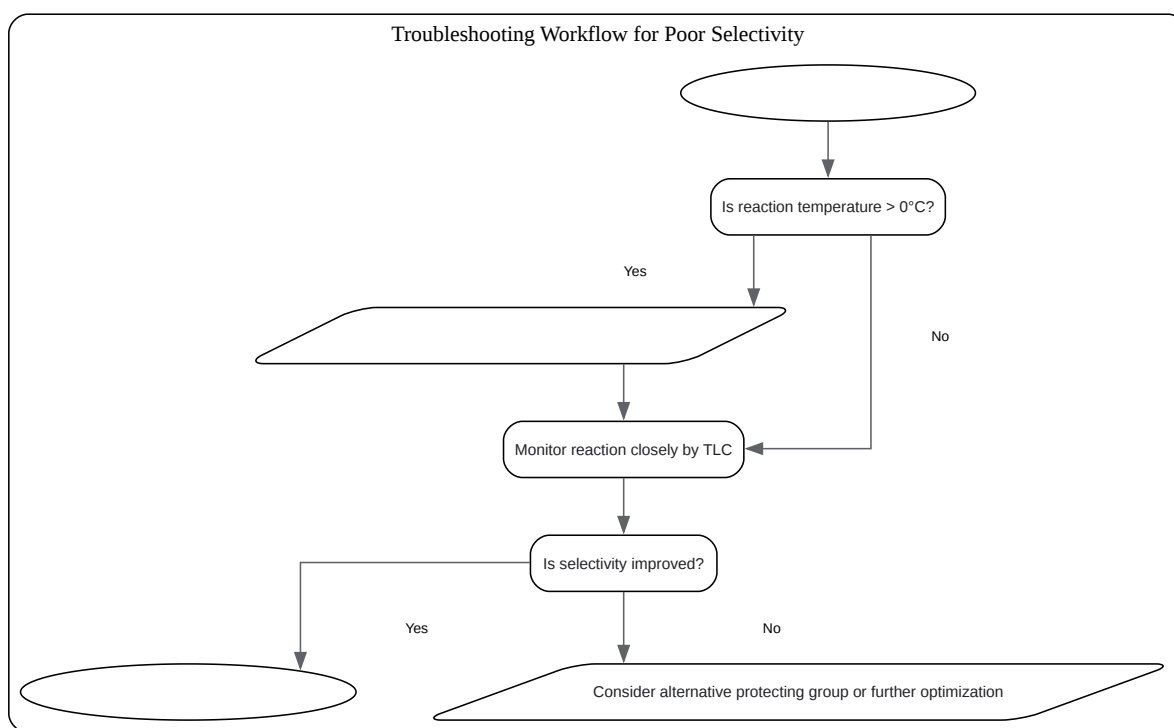 Troubleshooting Workflow for Poor Selectivity
Is reaction temperature > 0°C?
Yes
No
Monitor reaction closely by TLC
Is selectivity improved?
Yes
No
Consider alternative protecting group or further optimization